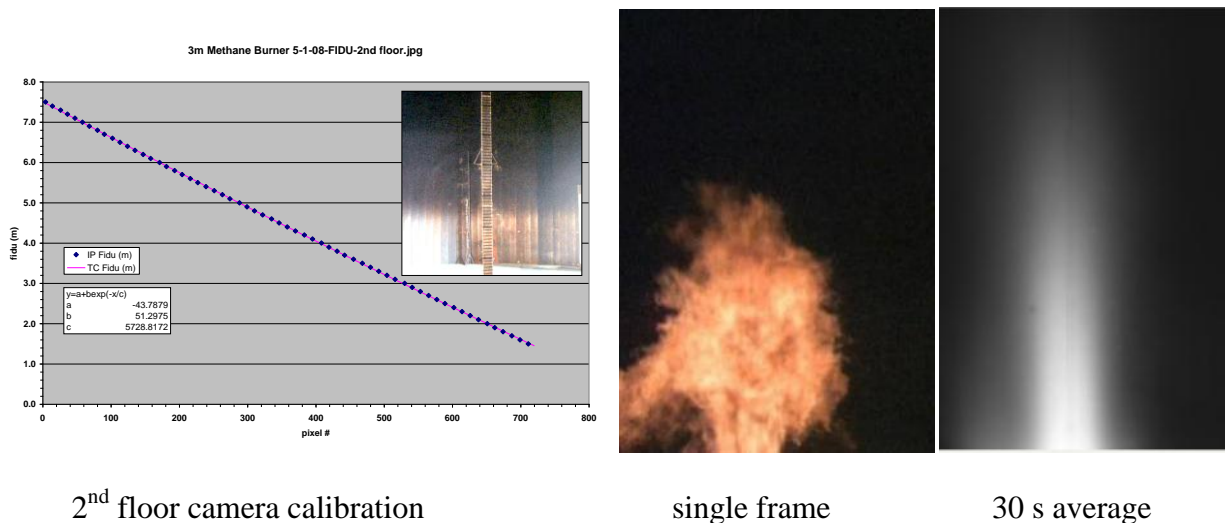 3m Methane Burner 5-1-08-FIDU-2nd floor.jpg
8.0
7.0
6.0
5.0
4.0
3.0
2.0
1.0
0.0
fidu (m)
IP Fidu (m)
TC Fidu (m)
y=a+bexp(-x/c)
a -43.7879
b 51.2975
c 5728.8172
0 100 200 300 400 500 600 700 800
pixel #
2nd floor camera calibration single frame 30 s average